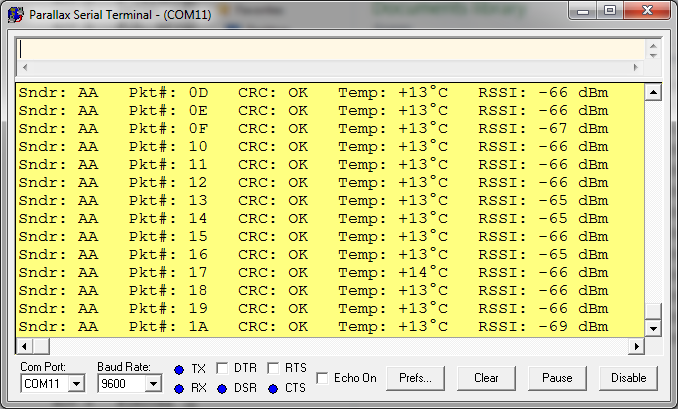 Parallax Serial Terminal - (COM11)
Sndr: AA Pkt#: 0D CRC: OK Temp: +13°C RSSI: -66 dBm
Sndr: AA Pkt#: 0E CRC: OK Temp: +13°C RSSI: -66 dBm
Sndr: AA Pkt#: 0F CRC: OK Temp: +13°C RSSI: -67 dBm
Sndr: AA Pkt#: 10 CRC: OK Temp: +13°C RSSI: -66 dBm
Sndr: AA Pkt#: 11 CRC: OK Temp: +13°C RSSI: -66 dBm
Sndr: AA Pkt#: 12 CRC: OK Temp: +13°C RSSI: -66 dBm
Sndr: AA Pkt#: 13 CRC: OK Temp: +13°C RSSI: -65 dBm
Sndr: AA Pkt#: 14 CRC: OK Temp: +13°C RSSI: -65 dBm
Sndr: AA Pkt#: 15 CRC: OK Temp: +13°C RSSI: -66 dBm
Sndr: AA Pkt#: 16 CRC: OK Temp: +13°C RSSI: -65 dBm
Sndr: AA Pkt#: 17 CRC: OK Temp: +14°C RSSI: -66 dBm
Sndr: AA Pkt#: 18 CRC: OK Temp: +13°C RSSI: -66 dBm
Sndr: AA Pkt#: 19 CRC: OK Temp: +13°C RSSI: -66 dBm
Sndr: AA Pkt#: 1A CRC: OK Temp: +13°C RSSI: -69 dBm
Com Port: Baud Rate: TX DTR RTS
COM11 9600 RX DSR CTS Echo On Prefs... Clear Pause Disable